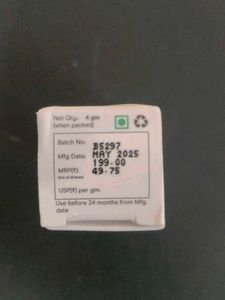 Net Qty: 4 gm
(when packed)
Batch No: B5297
Mfg Date: MAY 2025
MRP(₹): 199.00
(Incl. of all taxes)
49.75
USP(₹) per gm.
Use before 24 months from Mfg.
date